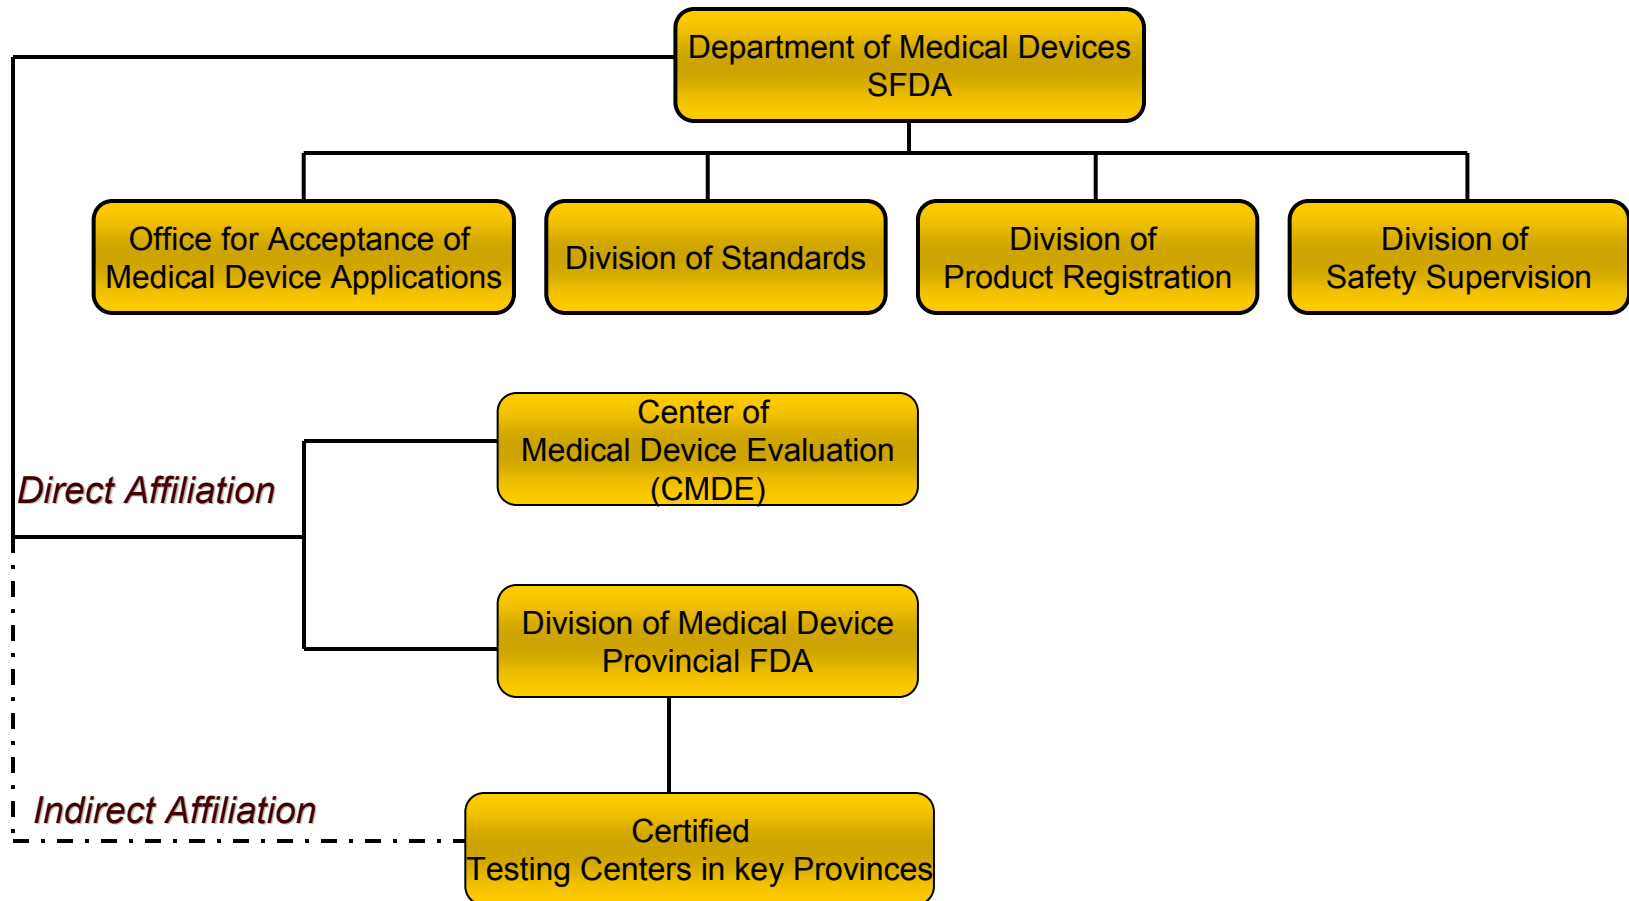 Department of Medical Devices
SFDA
Office for Acceptance of
Medical Device Applications
Division of Standards
Division of
Product Registration
Division of
Safety Supervision
Center of
Medical Device Evaluation
(CMDE)
Direct Affiliation
Division of Medical Device
Provincial FDA
Indirect Affiliation
Certified
Testing Centers in key Provinces